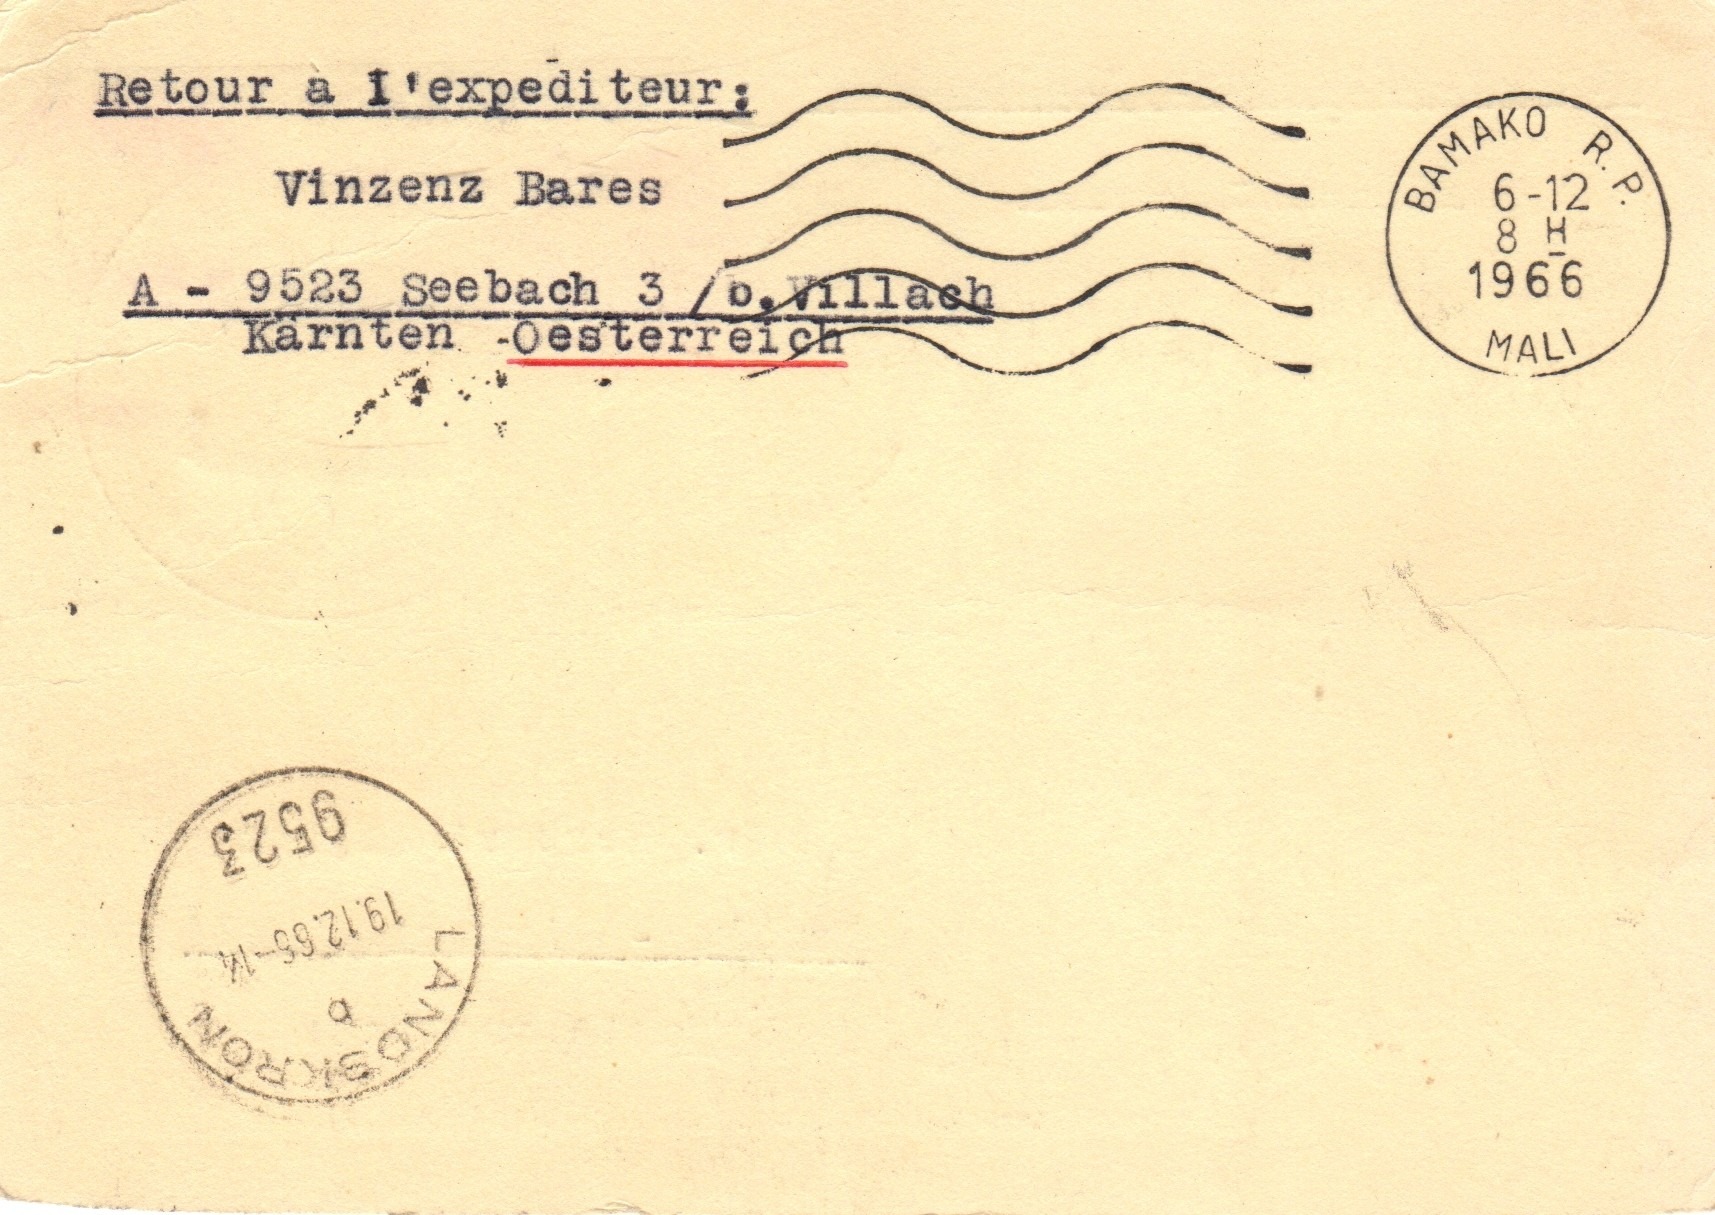 Retour a l'expediteur:
Vinzenz Bares
A - 9523 Seebach 3 /b.Villach
Kärnten -Oesterreich
BAMAKO R.P.
6-12
8 H
1966
MALI
9523
19.12.66-14
b
LANDSKRON